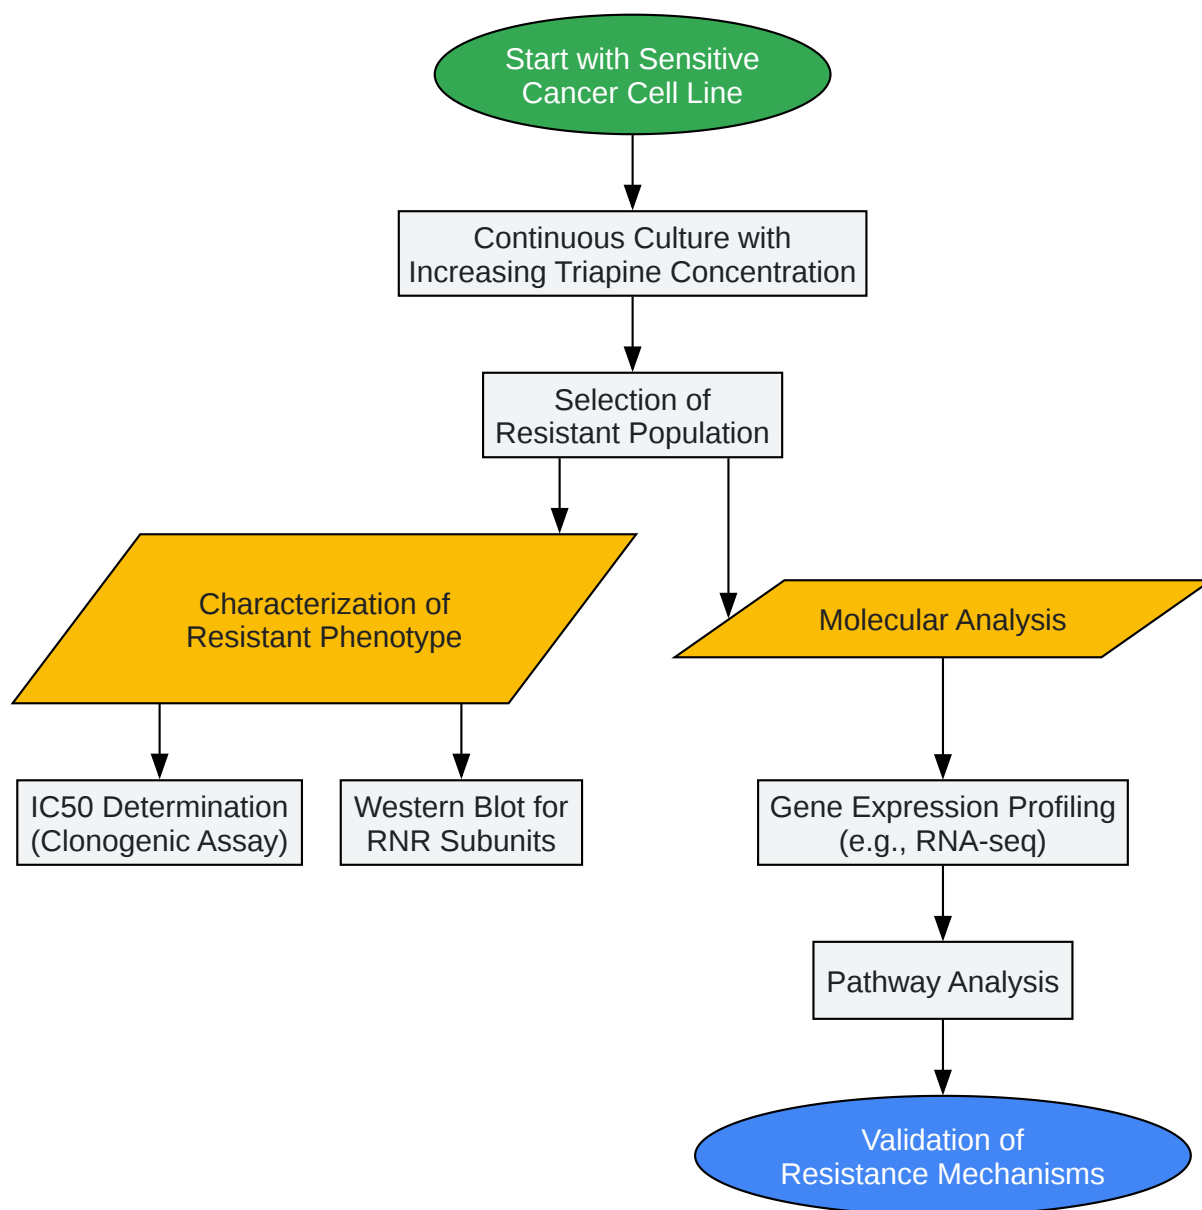 Start with Sensitive
Cancer Cell Line
Continuous Culture with
Increasing Triapine Concentration
Selection of
Resistant Population
Characterization of
Resistant Phenotype
Molecular Analysis
IC50 Determination
(Clonogenic Assay)
Western Blot for
RNR Subunits
Gene Expression Profiling
(e.g., RNA-seq)
Pathway Analysis
Validation of
Resistance Mechanisms